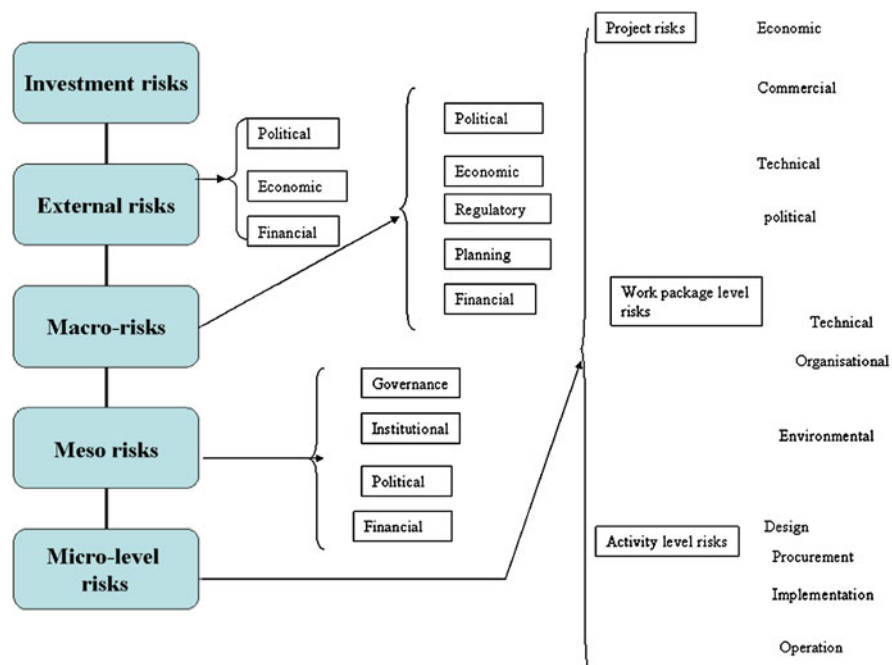 Investment risks
External risks
Macro-risks
Meso risks
Micro-level
risks
Political
Economic
Financial
Political
Economic
Regulatory
Planning
Financial
Governance
Institutional
Political
Financial
Project risks
Economic
Commercial
Technical
political
Work package level
risks
Technical
Organisational
Environmental
Activity level risks
Design
Procurement
Implementation
Operation